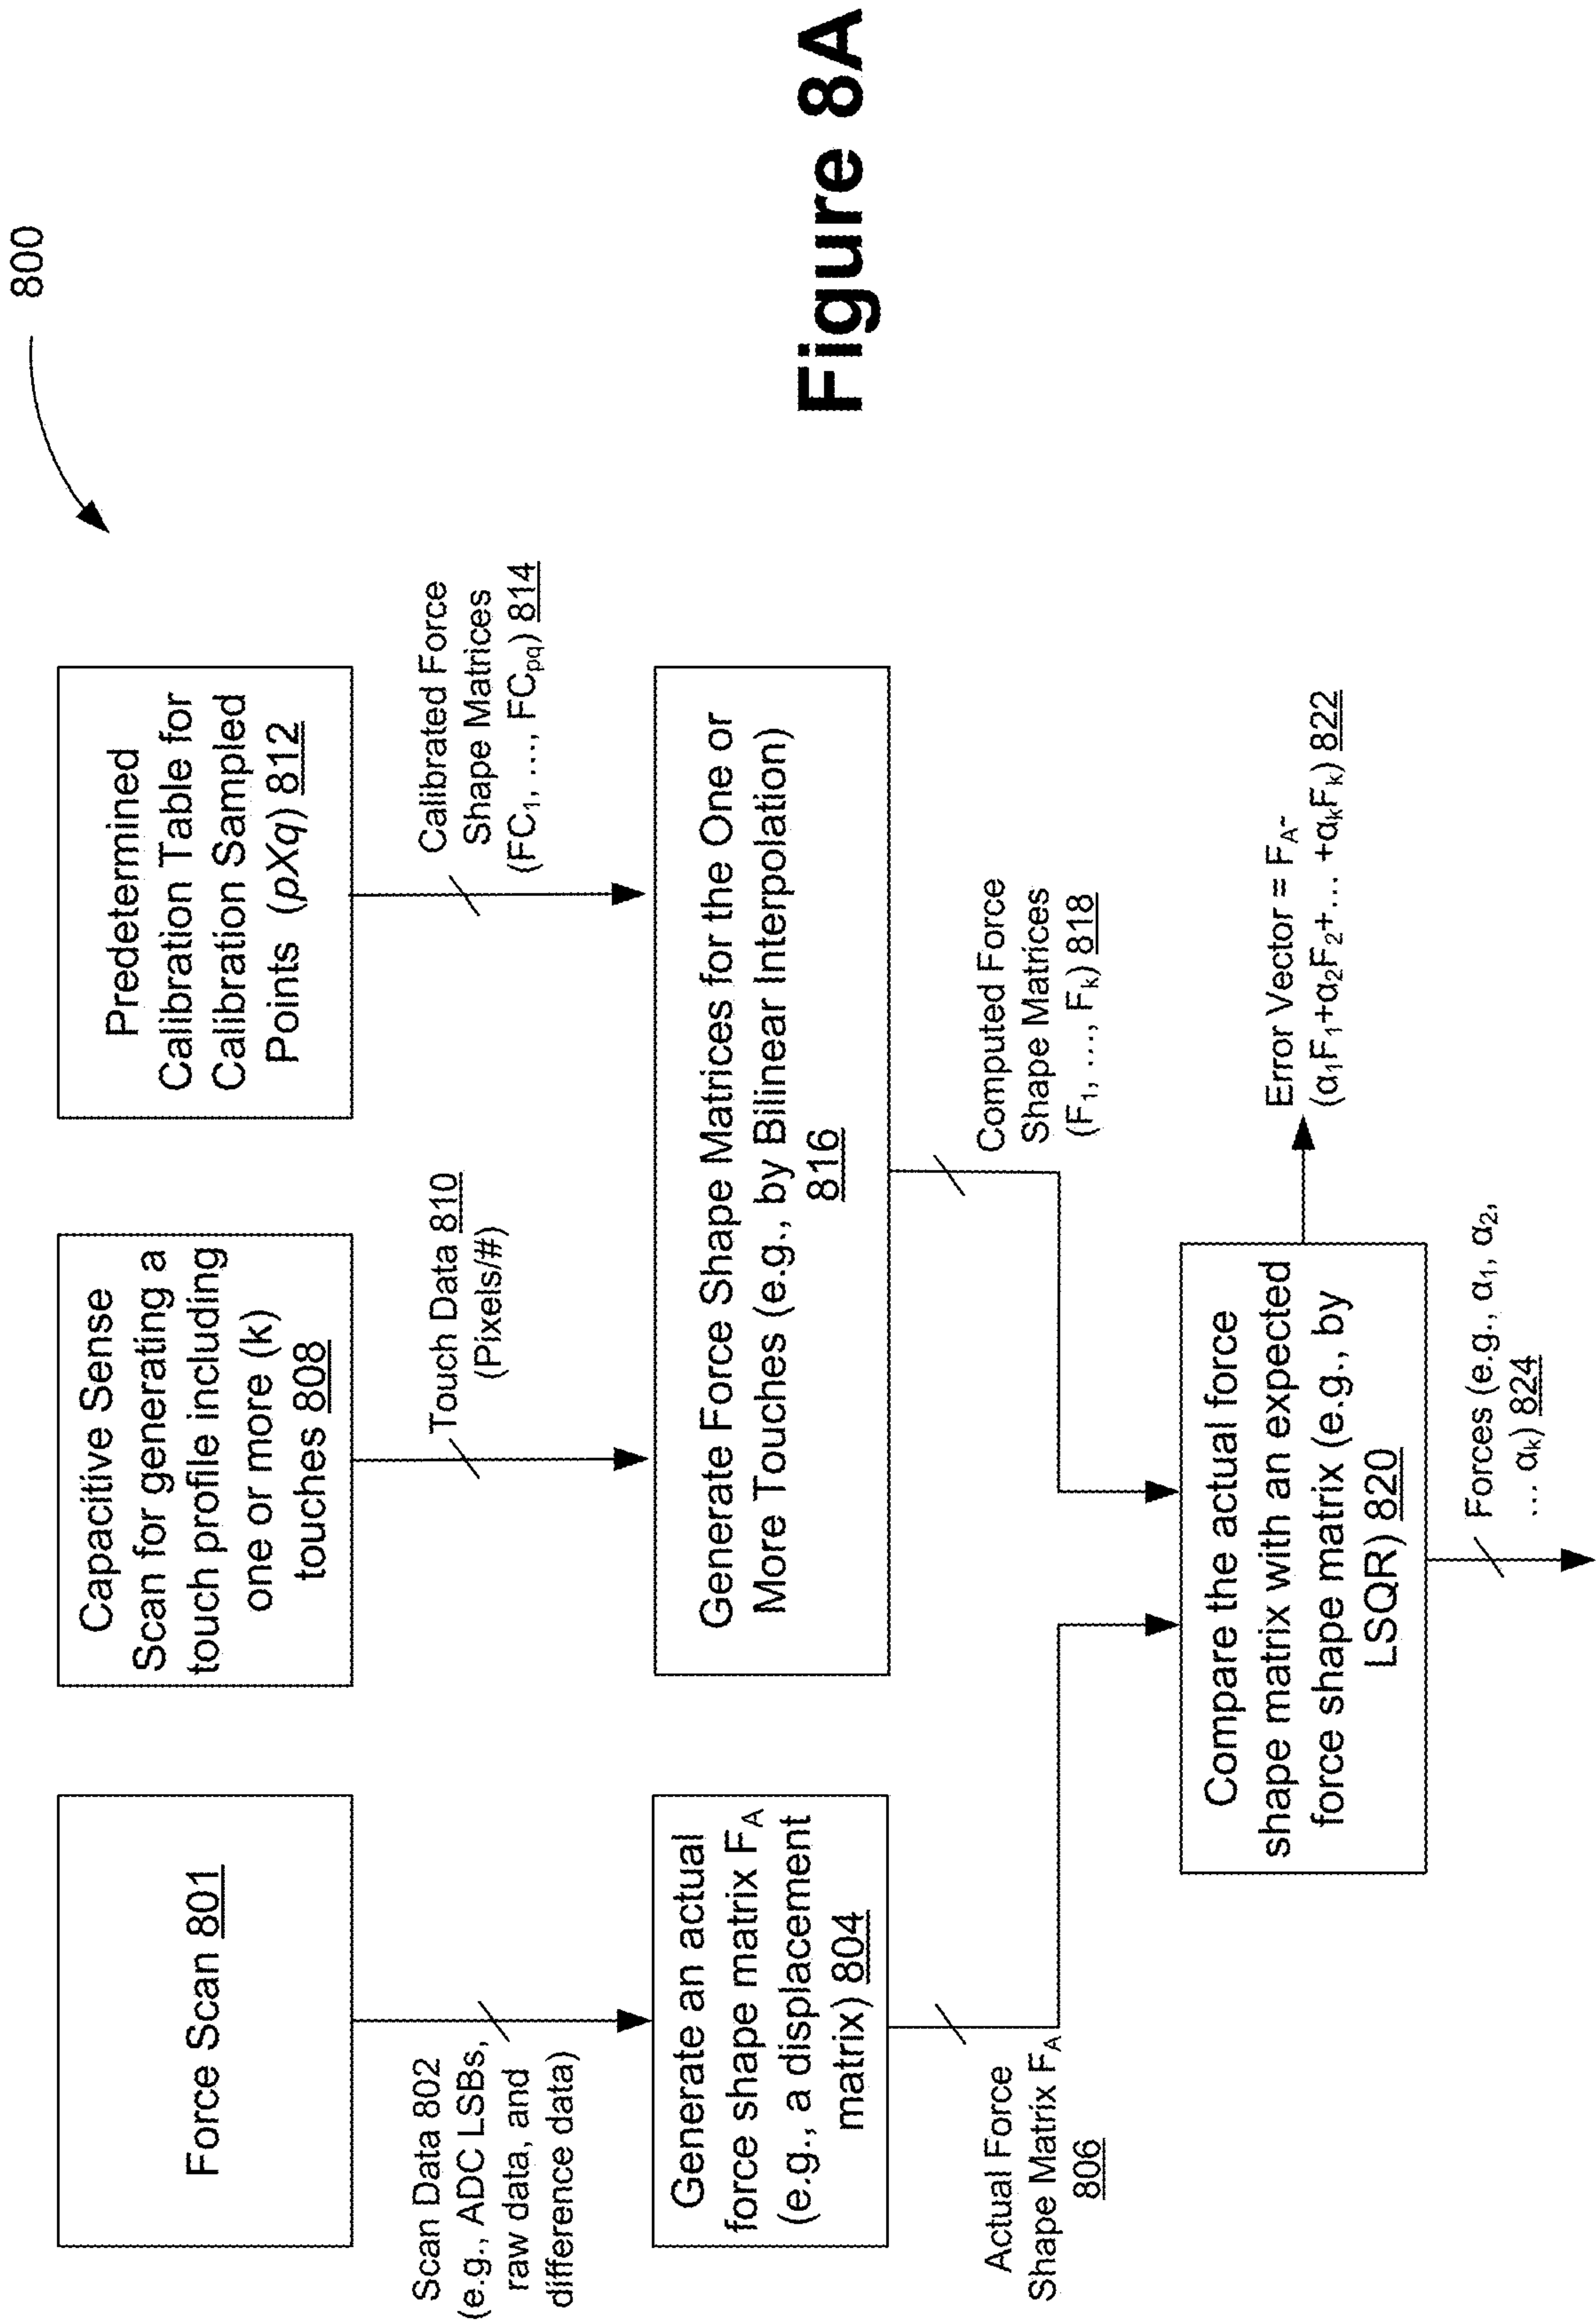 800
Force Scan 801
Capacitive Sense
Scan for generating a
touch profile including
one or more (k)
touches 808
Predetermined
Calibration Table for
Calibration Sampled
Points (pXq) 812
Scan Data 802
(e.g., ADC LSBs,
raw data, and
difference data)
Touch Data 810
(Pixels/#)
Calibrated Force
Shape Matrices
(FC₁, …, FCpq) 814
Generate an actual
force shape matrix FA
(e.g., a displacement
matrix) 804
Generate Force Shape Matrices for the One or
More Touches (e.g., by Bilinear Interpolation)
816
Actual Force
Shape Matrix FA
806
Computed Force
Shape Matrices
(F₁, …, Fk) 818
Compare the actual force
shape matrix with an expected
force shape matrix (e.g., by
LSQR) 820
Error Vector = FA-
(α₁F₁+α₂F₂+… +αkFk) 822
Forces (e.g., α₁, α₂,
… αk) 824
Figure 8A